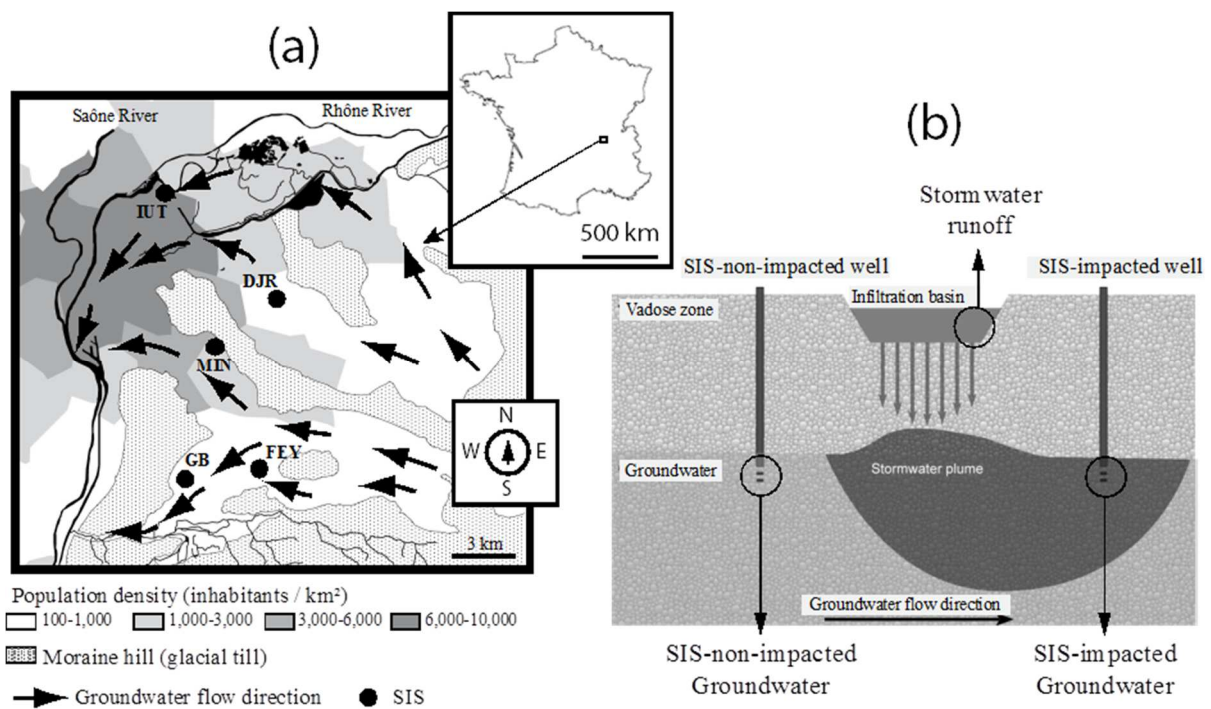 (a)
Saône River
Rhône River
IUT
DJR
MIN
GB
FEY
500 km
N
W E
S
3 km
Population density (inhabitants / km²)
100-1,000 1,000-3,000 3,000-6,000 6,000-10,000
Moraine hill (glacial till)
Groundwater flow direction SIS
(b)
Storm water
runoff
SIS-non-impacted well
SIS-impacted well
Vadose zone
Infiltration basin
Groundwater
Stormwater plume
Groundwater flow direction
SIS-non-impacted
Groundwater
SIS-impacted
Groundwater